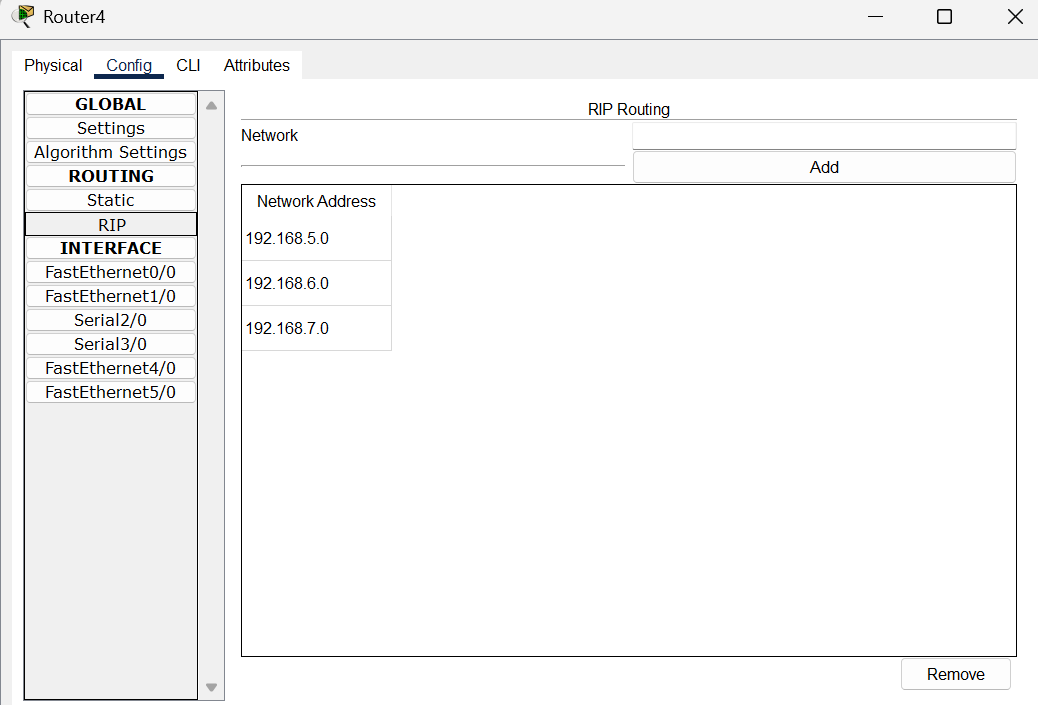 Router4
Physical Config CLI Attributes
GLOBAL
Settings
Algorithm Settings
ROUTING
Static
RIP
INTERFACE
FastEthernet0/0
FastEthernet1/0
Serial2/0
Serial3/0
FastEthernet4/0
FastEthernet5/0
RIP Routing
Network
Add
Network Address
192.168.5.0
192.168.6.0
192.168.7.0
Remove